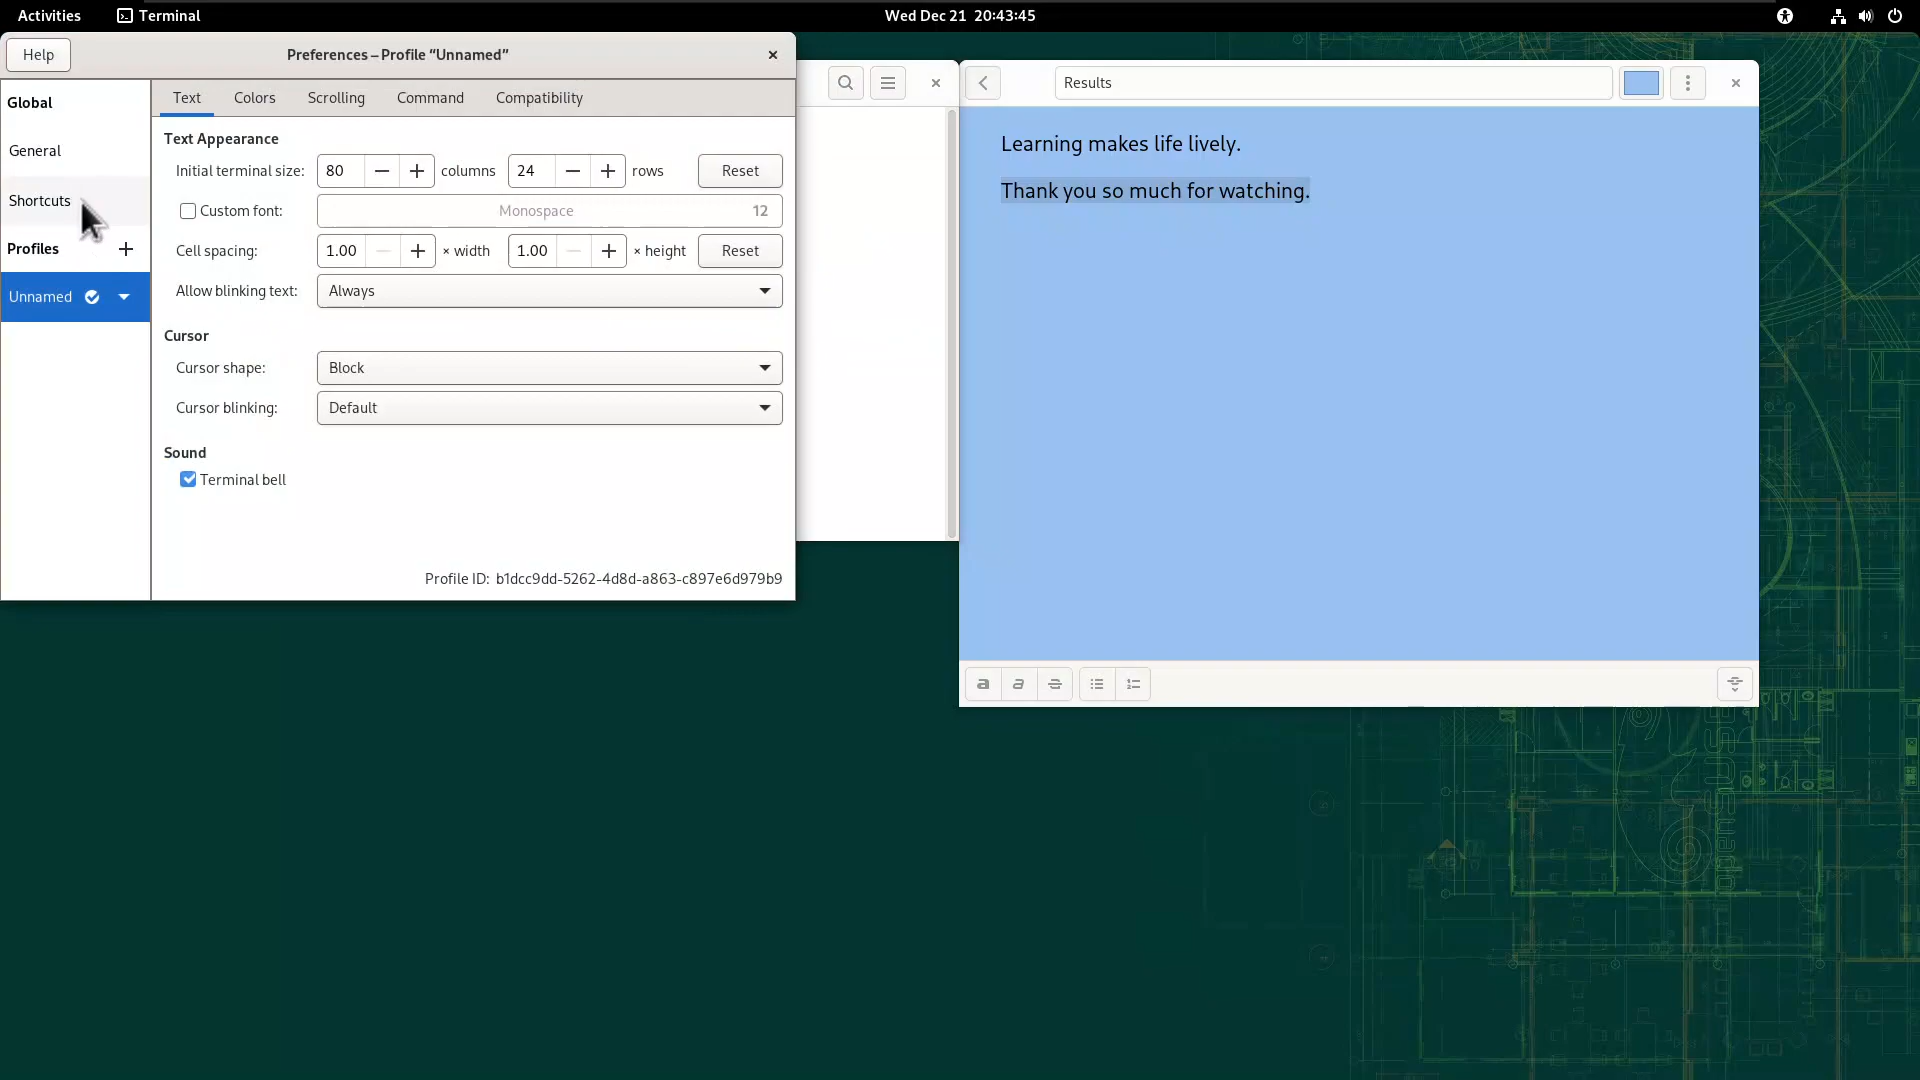 Activities
Terminal
Wed Dec 21 20:43:45
Help
Preferences – Profile “Unnamed”
Global
General
Shortcuts
Profiles
Unnamed
Text
Colors
Scrolling
Command
Compatibility
Text Appearance
Initial terminal size: 80 columns 24 rows Reset
Custom font: Monospace 12
Cell spacing: 1.00 × width 1.00 × height Reset
Allow blinking text: Always
Cursor
Cursor shape: Block
Cursor blinking: Default
Sound
Terminal bell
Profile ID: b1dcc9dd-5262-4d8d-a863-c897e6d979b9
Results
Learning makes life lively.
Thank you so much for watching.